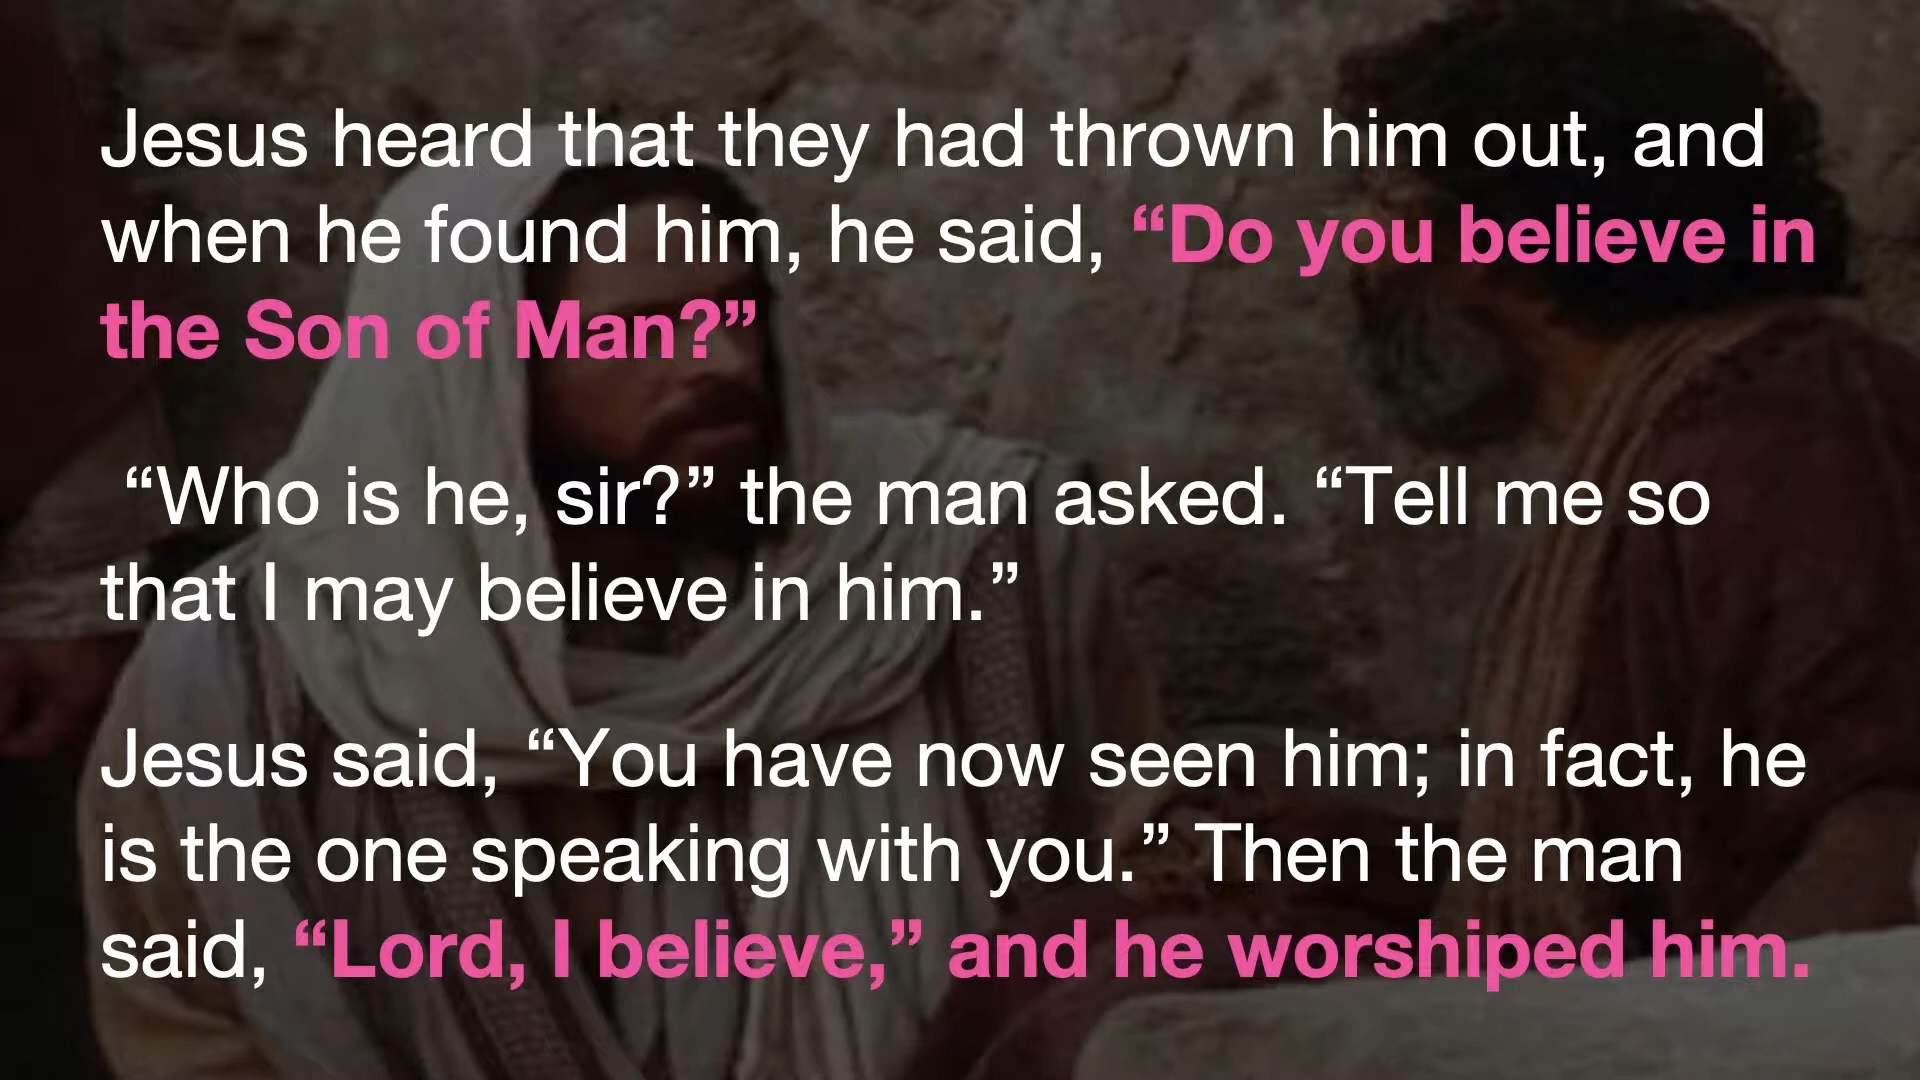 Jesus heard that they had thrown him out, and
when he found him, he said, “Do you believe in
the Son of Man?”
“Who is he, sir?” the man asked. “Tell me so
that I may believe in him.”
Jesus said, “You have now seen him; in fact, he
is the one speaking with you.” Then the man
said, “Lord, I believe,” and he worshiped him.